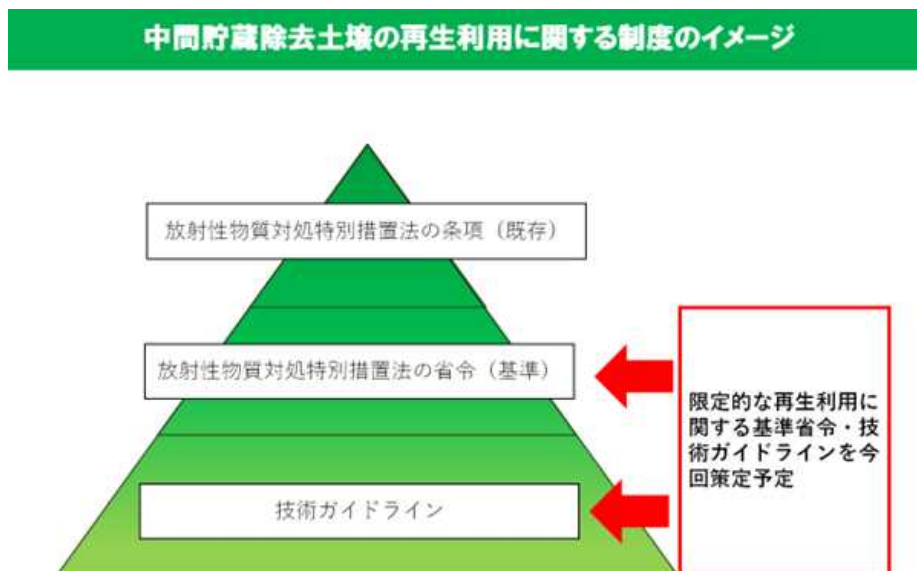 中間貯蔵除去土壌の再生利用に関する制度のイメージ
放射性物質対処特別措置法の条項（既存）
放射性物質対処特別措置法の省令（基準）
技術ガイドライン
限定的な再生利用に
関する基準省令・技
術ガイドラインを今
回策定予定